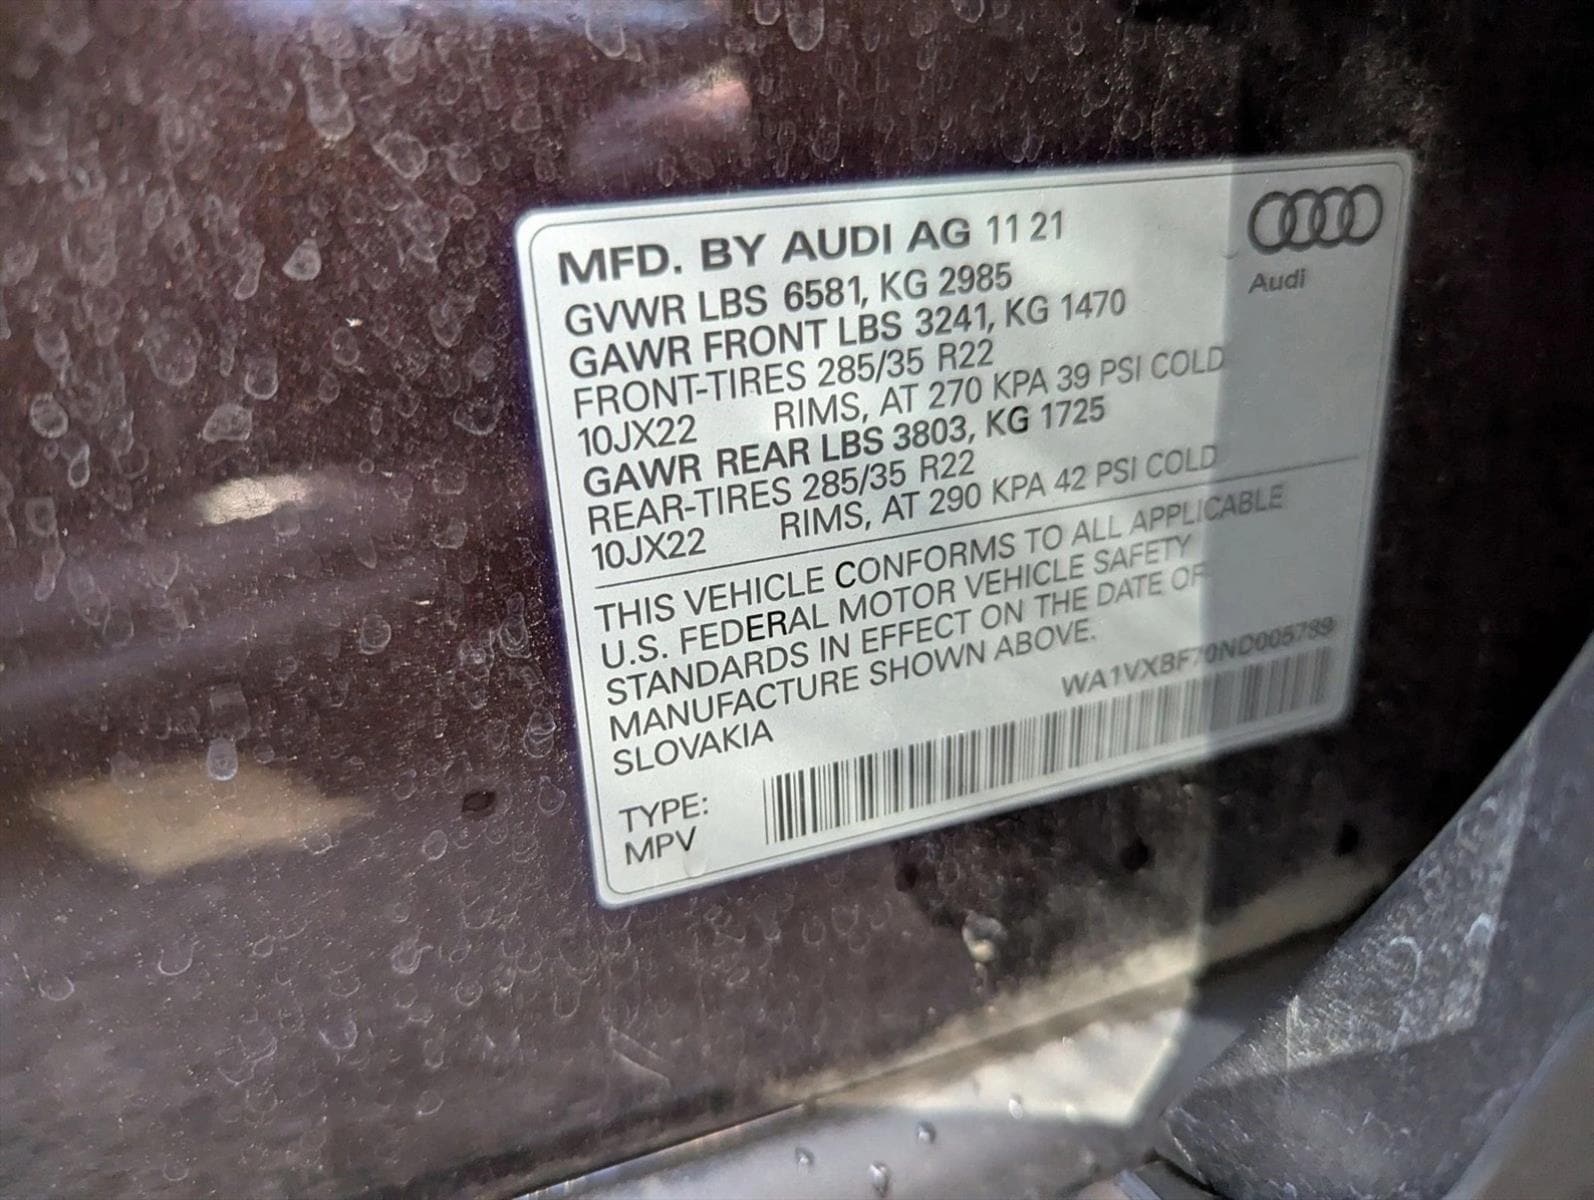 MFD. BY AUDI AG 11 21
Audi
GVWR LBS 6581, KG 2985
GAWR FRONT LBS 3241, KG 1470
FRONT-TIRES 285/35 R22
10JX22 RIMS, AT 270 KPA 39 PSI COLD
GAWR REAR LBS 3803, KG 1725
REAR-TIRES 285/35 R22
10JX22 RIMS, AT 290 KPA 42 PSI COLD
THIS VEHICLE CONFORMS TO ALL APPLICABLE
U.S. FEDERAL MOTOR VEHICLE SAFETY
STANDARDS IN EFFECT ON THE DATE OF
MANUFACTURE SHOWN ABOVE.
SLOVAKIA
WA1VXBF70ND005789
TYPE:
MPV